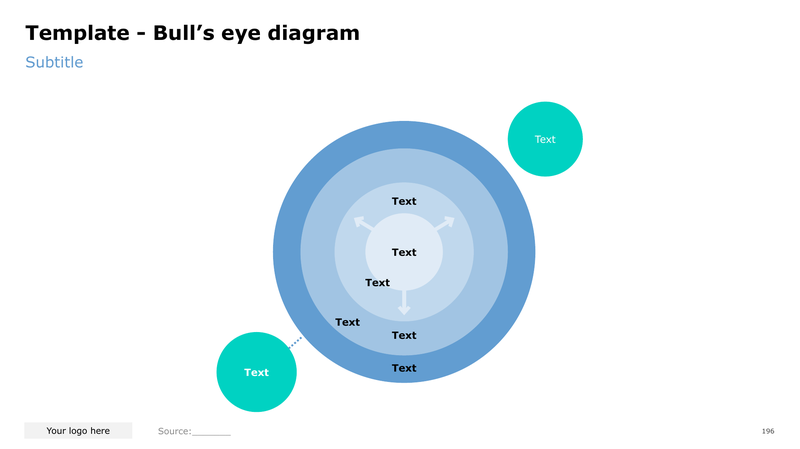 Template - Bull’s eye diagram
Subtitle
Text
Text
Text
Text
Text
Text
Text
Text
Your logo here
Source:_______
196